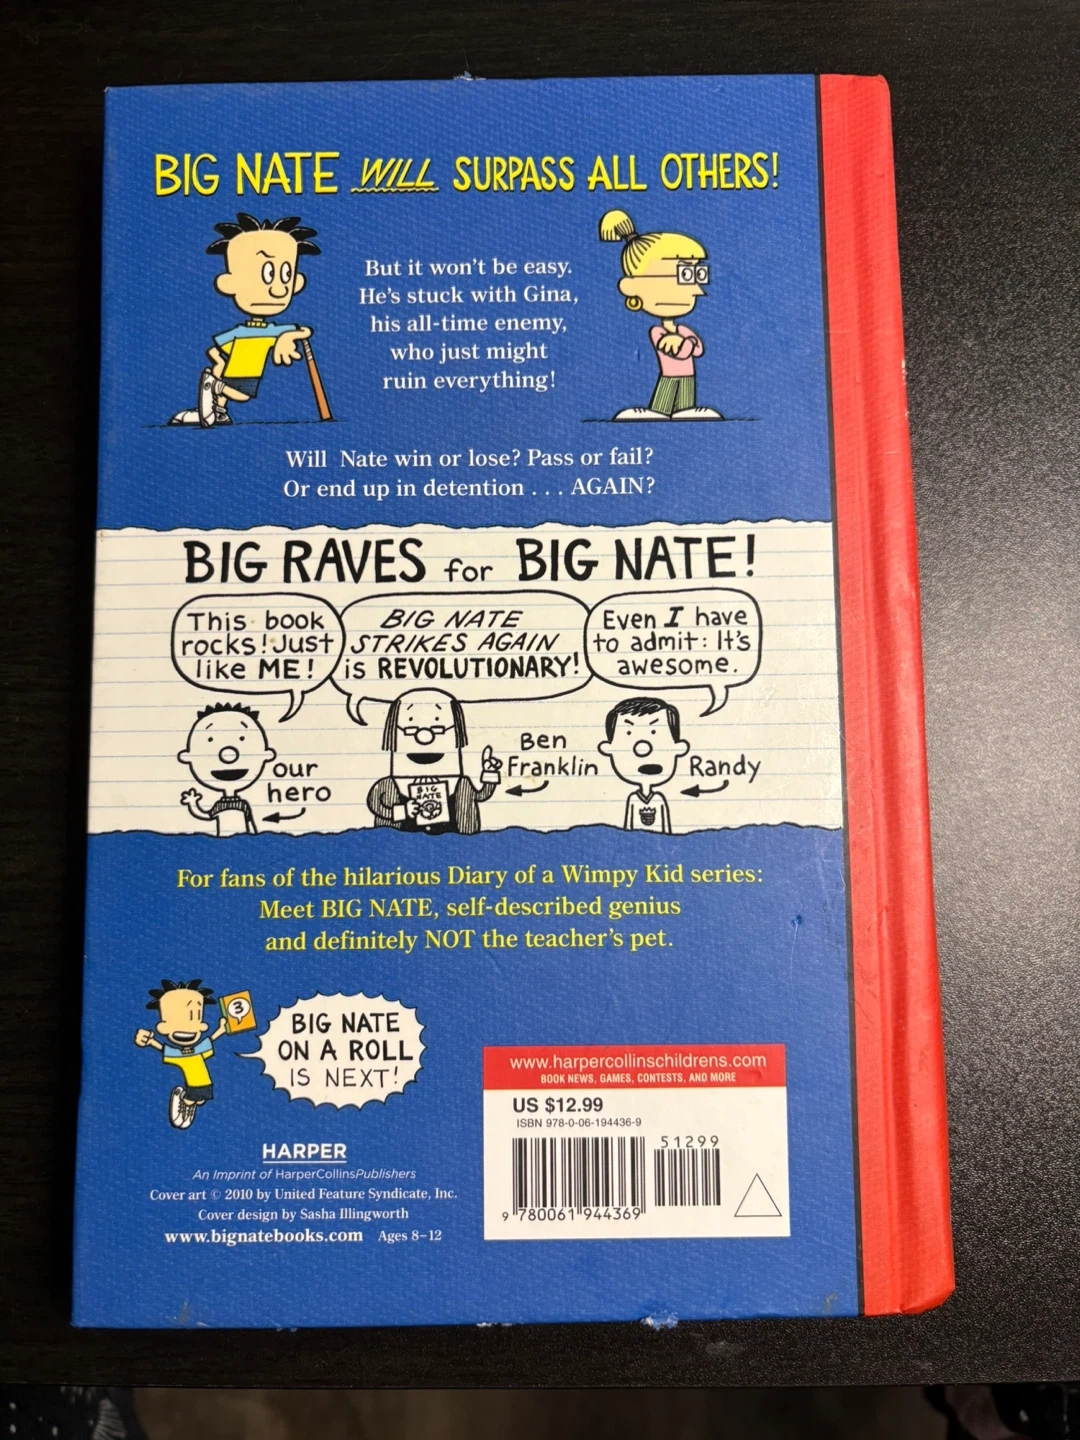 BIG NATE WILL SURPASS ALL OTHERS!
But it won't be easy.
He's stuck with Gina,
his all-time enemy,
who just might
ruin everything!
Will Nate win or lose? Pass or fail?
Or end up in detention . . . AGAIN?
BIG RAVES for BIG NATE!
This book
rocks! Just
like ME!
BIG NATE
STRIKES AGAIN
is REVOLUTIONARY!
Even I have
to admit: It's
awesome.
our
hero
BIG
NATE
Ben
Franklin
Randy
For fans of the hilarious Diary of a Wimpy Kid series:
Meet BIG NATE, self-described genius
and definitely NOT the teacher's pet.
3
BIG NATE
ON A ROLL
IS NEXT!
HARPER
An Imprint of HarperCollinsPublishers
Cover art © 2010 by United Feature Syndicate, Inc.
Cover design by Sasha Illingworth
www.bignatebooks.com Ages 8–12
www.harpercollinschildrens.com
BOOK NEWS, GAMES, CONTESTS, AND MORE
US $12.99
ISBN 978-0-06-194436-9
51299
9 780061 944369